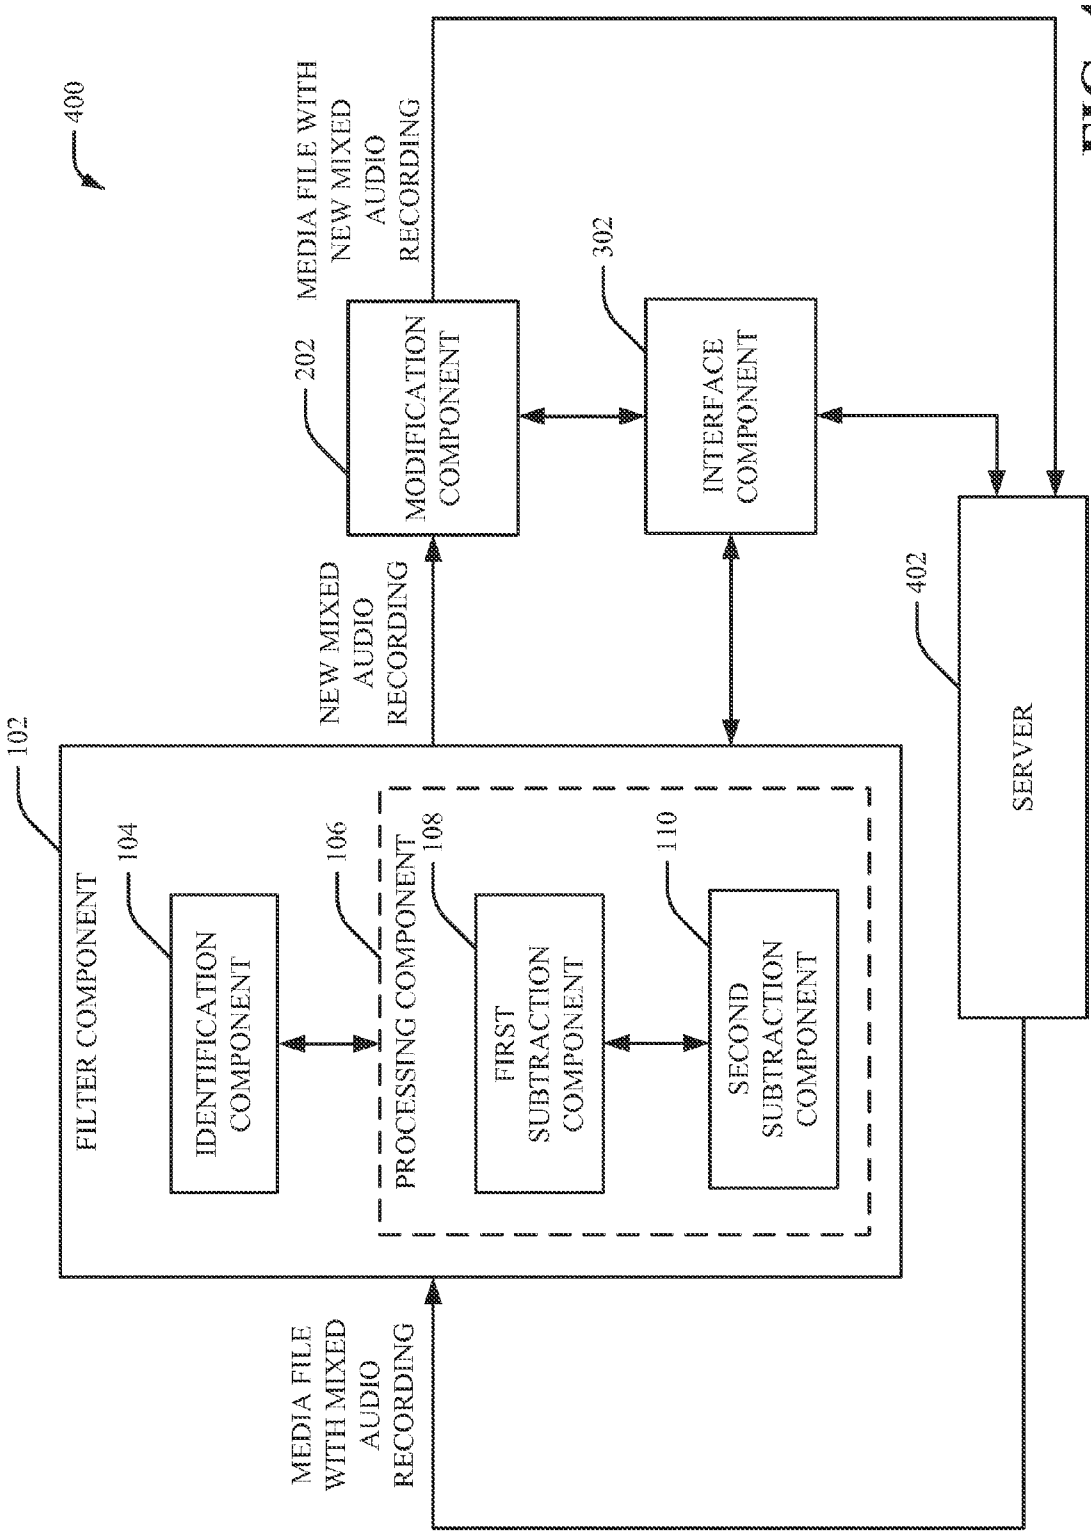 400
MEDIA FILE
WITH MIXED
AUDIO
RECORDING
102
FILTER COMPONENT
104
IDENTIFICATION
COMPONENT
106
PROCESSING COMPONENT
108
FIRST
SUBTRACTION
COMPONENT
110
SECOND
SUBTRACTION
COMPONENT
NEW MIXED
AUDIO
RECORDING
202
MODIFICATION
COMPONENT
MEDIA FILE WITH
NEW MIXED
AUDIO
RECORDING
302
INTERFACE
COMPONENT
402
SERVER
FIG.